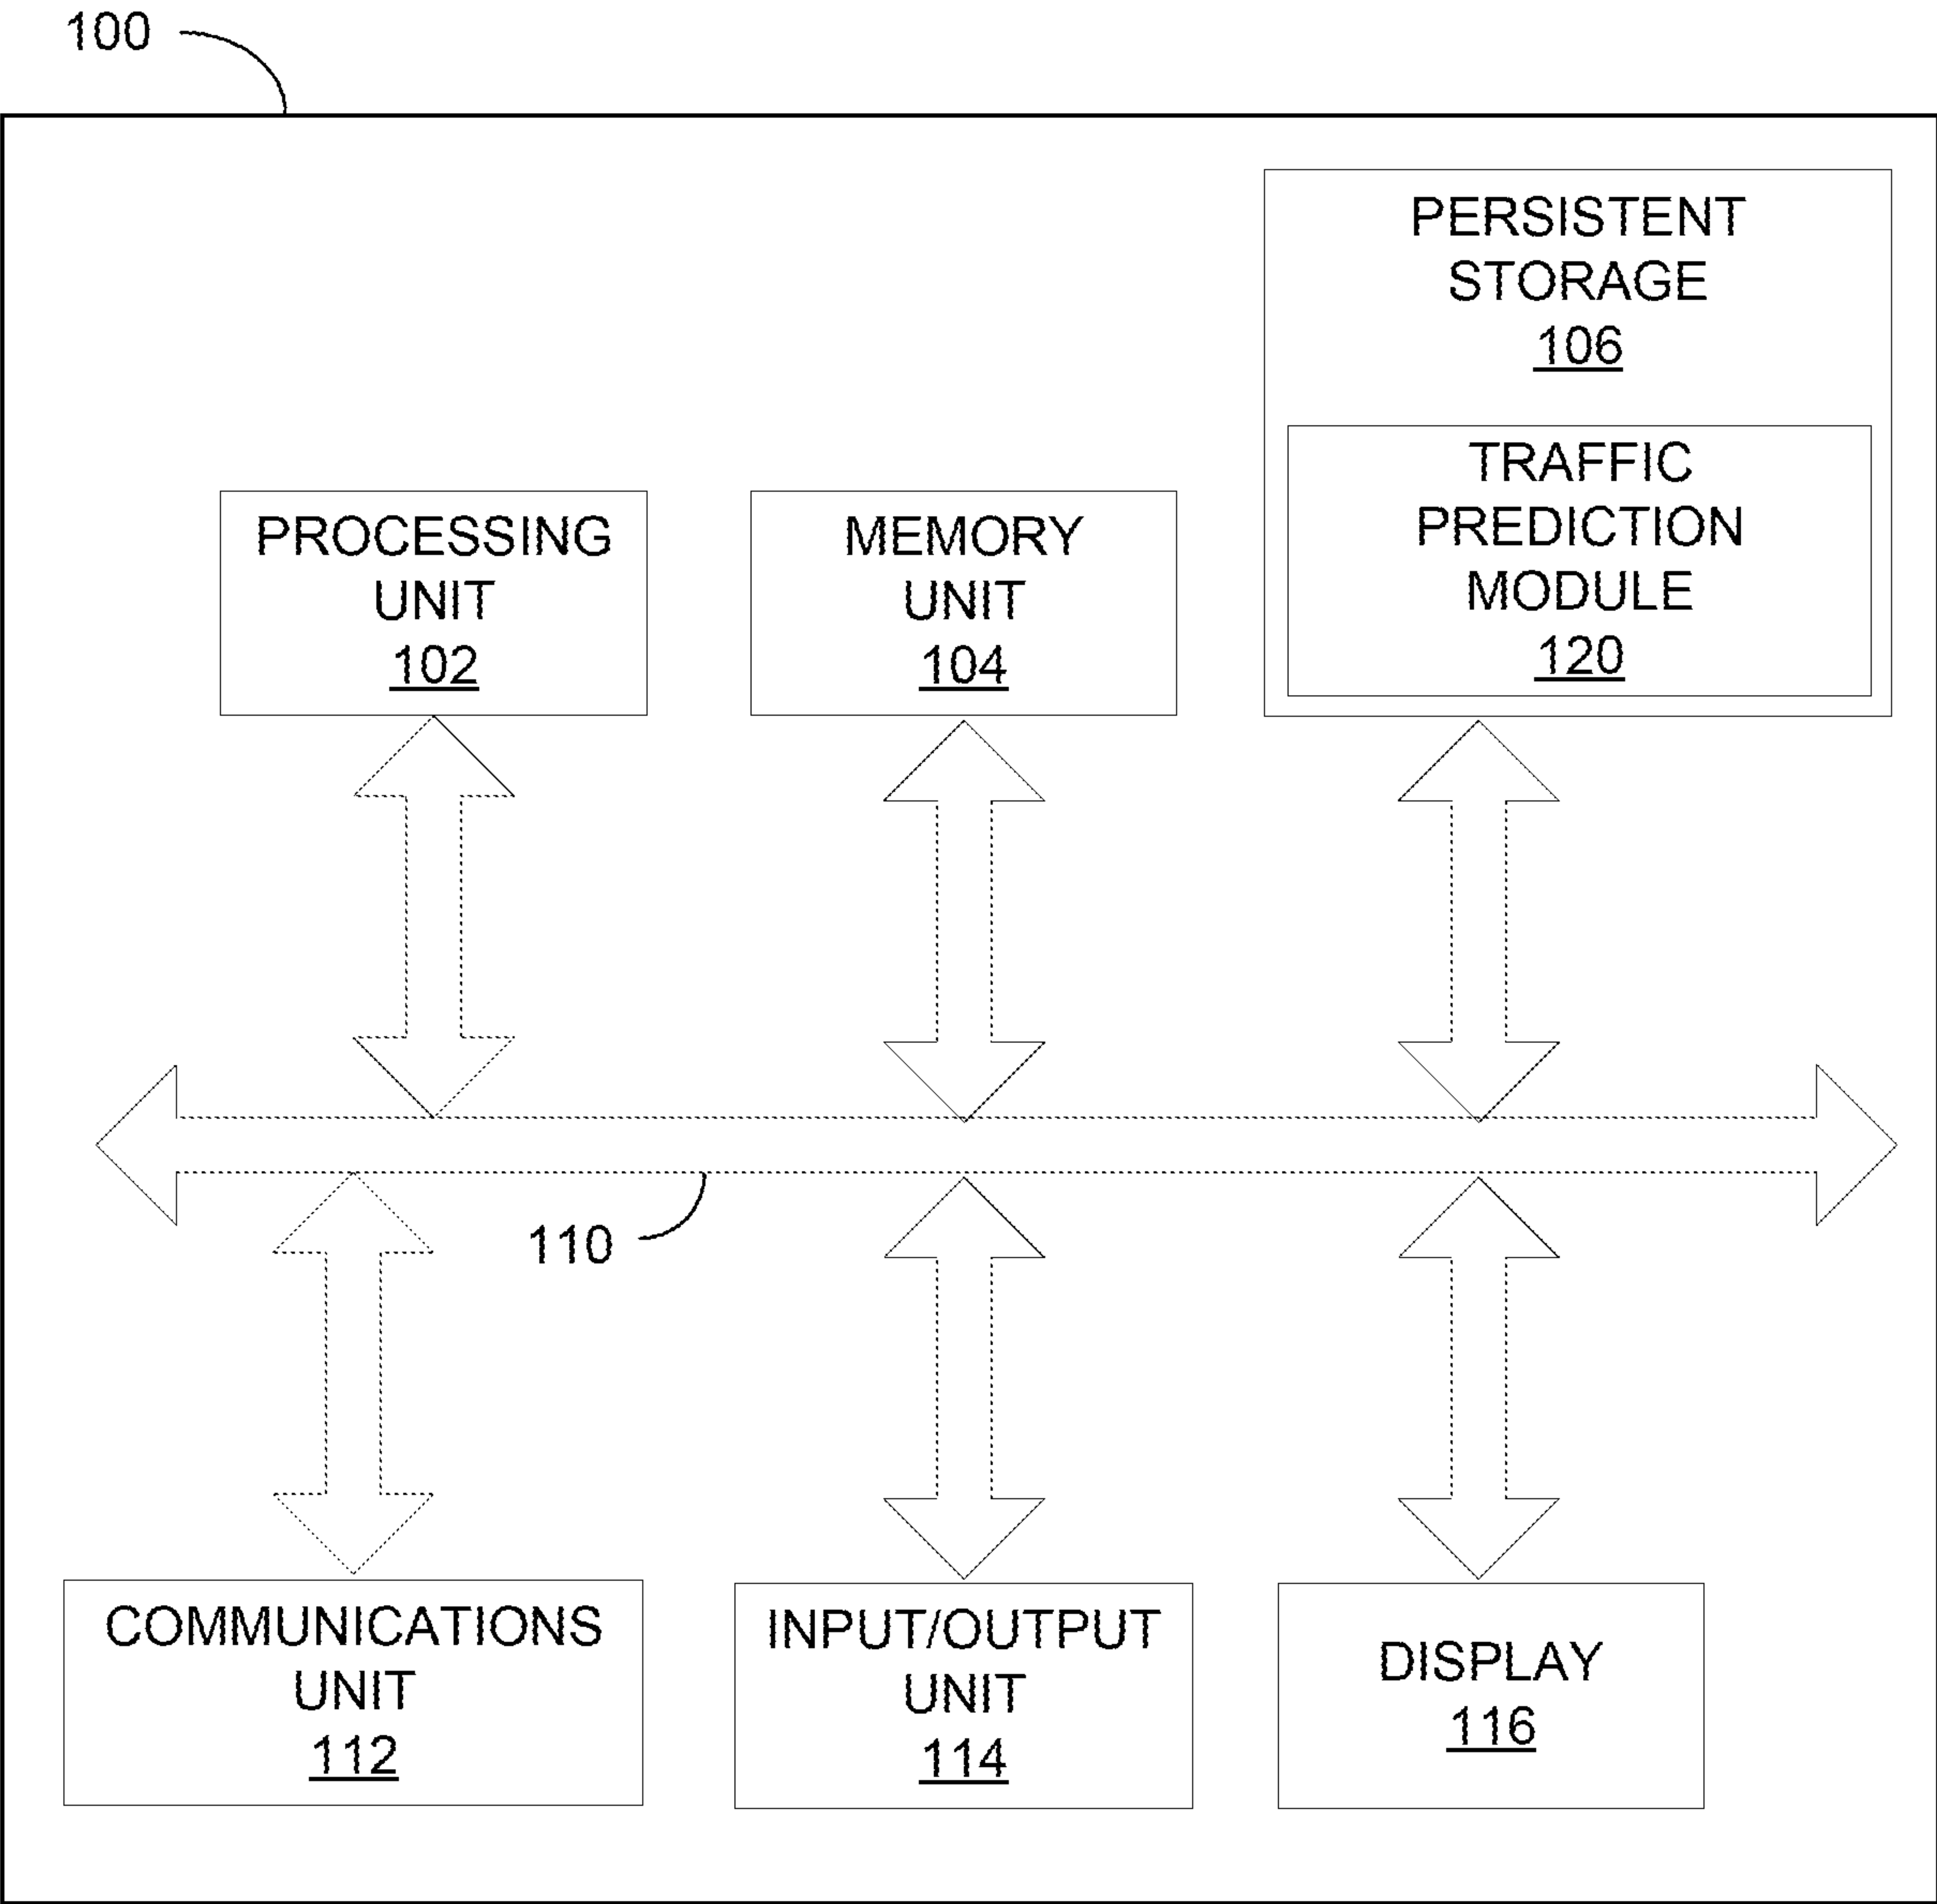 100
PERSISTENT
STORAGE
106
TRAFFIC
PREDICTION
MODULE
120
PROCESSING
UNIT
102
MEMORY
UNIT
104
110
COMMUNICATIONS
UNIT
112
INPUT/OUTPUT
UNIT
114
DISPLAY
116